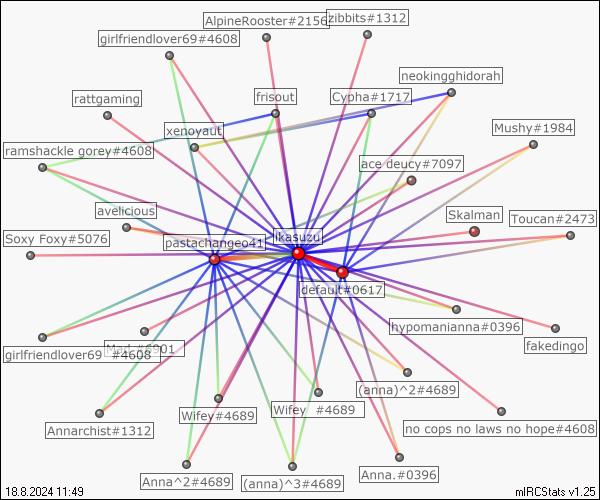 AlpineRooster#2156
zibbits#1312
girlfriendlover69#4608
neokingghidorah
rattgaming
frisout
Cypha#1717
xenoyaut
Mushy#1984
ramshackle gorey#4608
ace deucy#7097
avelicious
Skalman
Toucan#2473
Soxy Foxy#5076
pastachangeo41
ikasuzu
default#0617
hypomanianna#0396
fakedingo
girlfriendlover69 #4608
(anna)^2#4689
Annarchist#1312
Wifey#4689
Wifey #4689
no cops no laws no hope#4608
Anna^2#4689
(anna)^3#4689
Anna.#0396
18.8.2024 11:49
mIRCStats v1.25